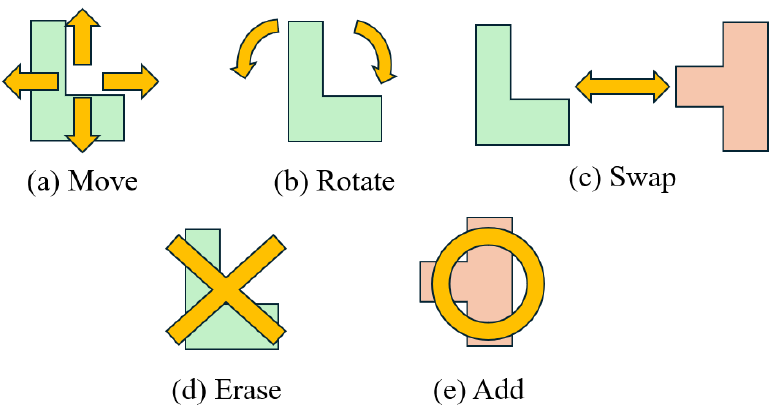 (a) Move
(b) Rotate
(c) Swap
(d) Erase
(e) Add